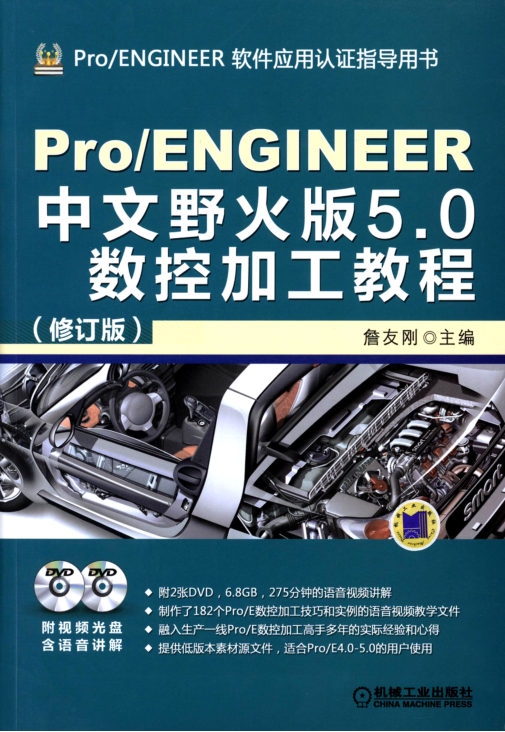 Pro/ENGINEER 软件应用认证指导用书
Pro/ENGINEER
中文野火版5.0
数控加工教程
(修订版)
詹友刚◎主编
smart
DVD DVD
附视频光盘
含语音讲解
• 附2张DVD，6.8GB，275分钟的语音视频讲解
• 制作了182个Pro/E数控加工技巧和实例的语音视频教学文件
• 融入生产一线Pro/E数控加工高手多年的实际经验和心得
• 提供低版本素材源文件，适合Pro/E4.0-5.0的用户使用
机械工业出版社
CHINA MACHINE PRESS